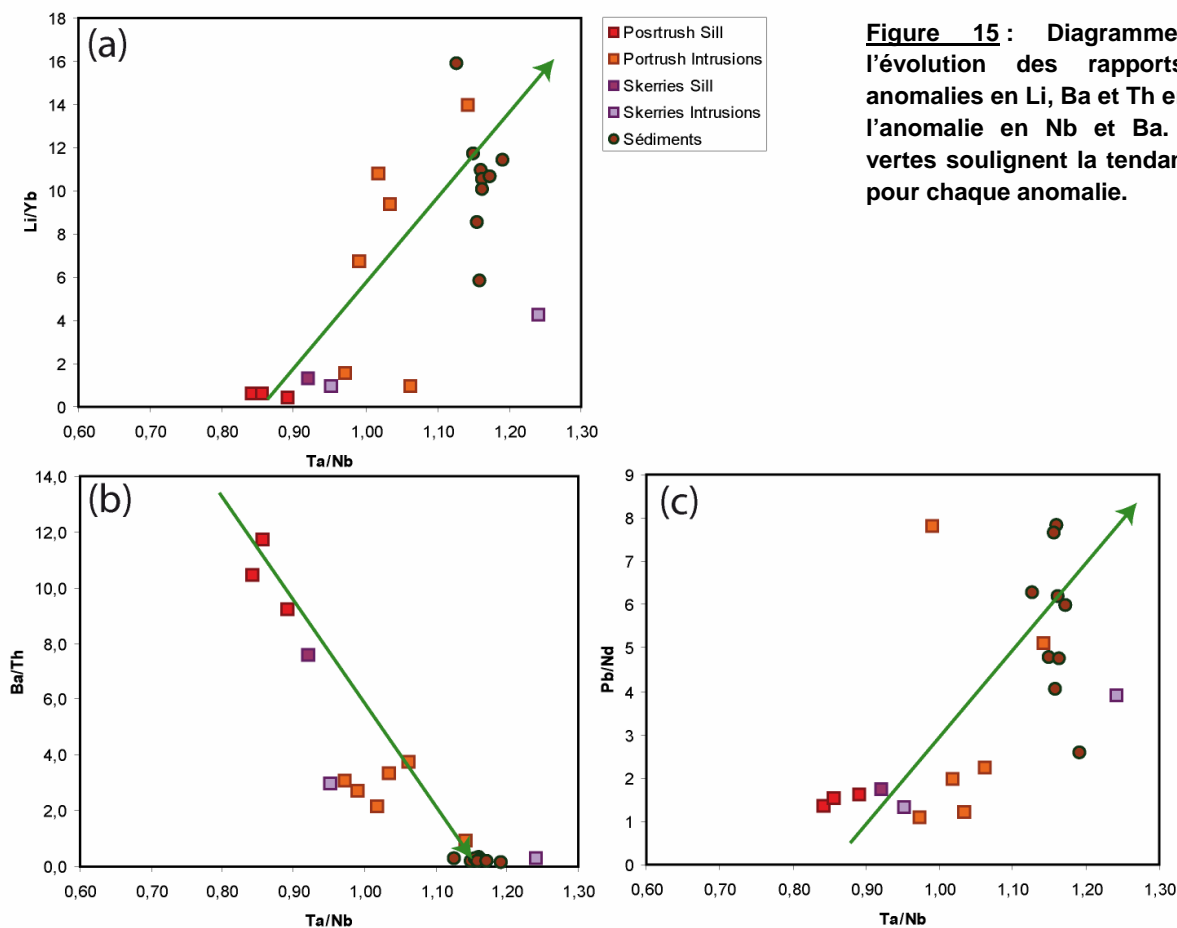 (a)
18
16
14
12
10
8
6
4
2
0
Li/Yb
0,60 0,70 0,80 0,90 1,00 1,10 1,20 1,30
Ta/Nb
Posrtrush Sill
Portrush Intrusions
Skerries Sill
Skerries Intrusions
Sédiments
Figure 15 : Diagramme
l'évolution des rapports
anomalies en Li, Ba et Th e
l'anomalie en Nb et Ba.
vertes soulignent la tendan
pour chaque anomalie.
(b)
14,0
12,0
10,0
8,0
6,0
4,0
2,0
0,0
Ba/Th
0,60 0,70 0,80 0,90 1,00 1,10 1,20 1,30
Ta/Nb
(c)
9
8
7
6
5
4
3
2
1
0
Pb/Nd
0,60 0,70 0,80 0,90 1,00 1,10 1,20 1,30
Ta/Nb